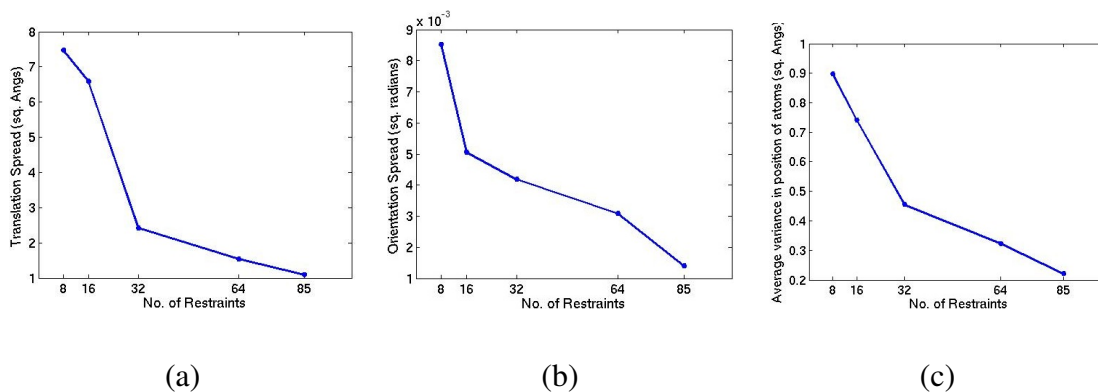 Translation Spread (sq. Angs)
8
7
6
5
4
3
2
1
8 16 32 64 85
No. of Restraints
(a)
x 10⁻³
Orientation Spread (sq. radians)
9
8
7
6
5
4
3
2
1
8 16 32 64 85
No. of Restraints
(b)
Average variance in position of atoms (sq. Angs)
1
0.9
0.8
0.7
0.6
0.5
0.4
0.3
0.2
8 16 32 64 85
No. of Restraints
(c)